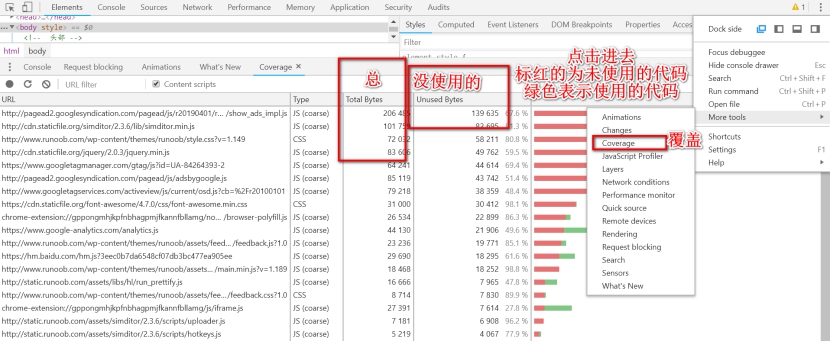 Elements Console Sources Network Performance Memory Application Security Audits 1
<head>…</head>
<body style> == $0
<!-- 头部 -->
html body
Styles Computed Event Listeners DOM Breakpoints Properties Acces
Filter
element.style {
Console Request blocking Animations What's New Coverage ×
URL filter Content scripts
URL Type Total Bytes Unused Bytes
http://pagead2.googlesyndication.com/pagead/js/r20190401/r… /show_ads_impl.js JS (coarse) 206 485 139 635 67.6 %
http://cdn.staticfile.org/simditor/2.3.6/lib/simditor.min.js JS (coarse) 101 759 82 695
http://www.runoob.com/wp-content/themes/runoob/style.css?v=1.149 CSS 72 032 58 211 80.8 %
http://cdn.staticfile.org/jquery/2.0.3/jquery.min.js JS (coarse) 83 606 49 762 59.5 %
https://www.googletagmanager.com/gtag/js?id=UA-84264393-2 JS (coarse) 64 241 44 614 69.4 %
http://pagead2.googlesyndication.com/pagead/js/adsbygoogle.js JS (coarse) 85 119 43 742 51.4 %
https://www.googletagservices.com/activeview/js/current/osd.js?cb=%2Fr20100101 JS (coarse) 79 218 38 359 48.4 %
https://cdn.staticfile.org/font-awesome/4.7.0/css/font-awesome.min.css CSS 31 000 30 412 98.1 %
chrome-extension://gppongmhjkpfnbhagpmjfkannfbllamg/no… /browser-polyfill.js JS (coarse) 26 534 22 899 86.3 %
https://www.google-analytics.com/analytics.js JS (coarse) 44 130 21 906 49.6 %
http://www.runoob.com/wp-content/themes/runoob/assets/feed… /feedback.js?1.0 JS (coarse) 23 236 19 771 85.1 %
https://hm.baidu.com/hm.js?3eec0b7da6548cf07db3bc477ea905ee JS (coarse) 29 690 18 295 61.6 %
http://www.runoob.com/wp-content/themes/runoob/assets/… /main.min.js?v=1.189 JS (coarse) 18 468 18 252 98.8 %
http://static.runoob.com/assets/libs/hl/run_prettify.js JS (coarse) 16 666 7 965 47.8 %
http://www.runoob.com/wp-content/themes/runoob/assets/fee… /feedback.css?1.0 CSS 8 714 7 830 89.9 %
chrome-extension://gppongmhjkpfnbhagpmjfkannfbllamg/js/iframe.js JS (coarse) 27 391 7 614 27.8 %
http://static.runoob.com/assets/simditor/2.3.6/scripts/uploader.js JS (coarse) 7 181 6 908 96.2 %
http://static.runoob.com/assets/simditor/2.3.6/scripts/hotkeys.js JS (coarse) 5 219 4 067 77.9 %
总
没使用的
点击进去
标红的为未使用的代码
绿色表示使用的代码
Animations
Changes
Coverage
覆盖
JavaScript Profiler
Layers
Network conditions
Performance monitor
Quick source
Remote devices
Rendering
Request blocking
Search
Sensors
What's New
Dock side
Focus debuggee
Hide console drawer Esc
Search Ctrl + Shift + F
Run command Ctrl + Shift + P
Open file Ctrl + P
More tools
Shortcuts
Settings F1
Help